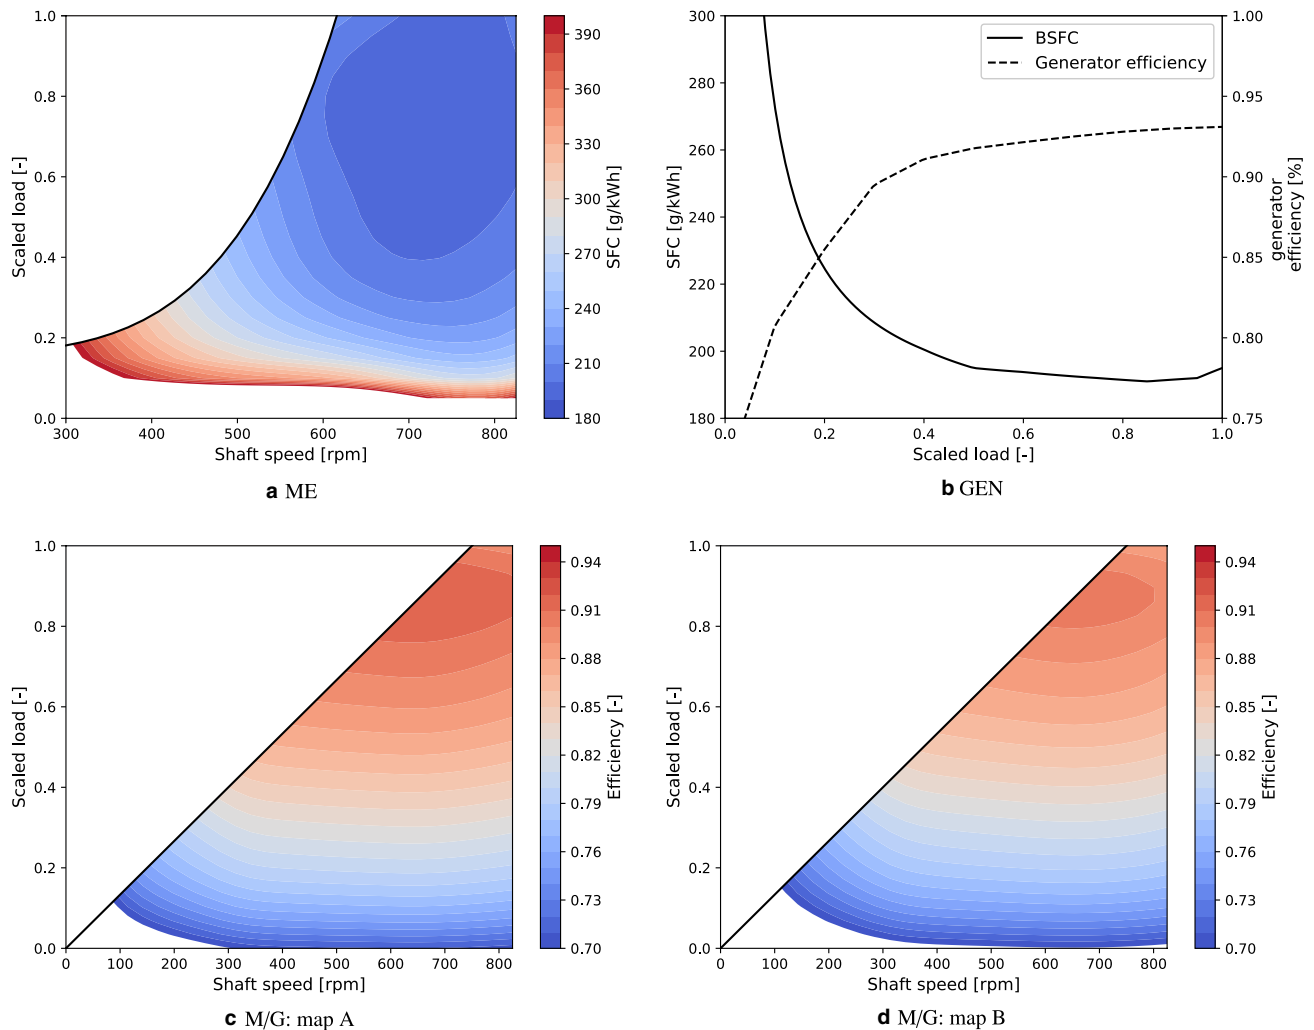 1.0
0.8
0.6
0.4
0.2
0.0
Scaled load [-]
300 400 500 600 700 800
Shaft speed [rpm]
390
360
330
300
270
240
210
180
SFC [g/kWh]
a ME
300
280
260
240
220
200
180
SFC [g/kWh]
BSFC
Generator efficiency
1.00
0.95
0.90
0.85
0.80
0.75
generator
efficiency [%]
0.0 0.2 0.4 0.6 0.8 1.0
Scaled load [-]
b GEN
1.0
0.8
0.6
0.4
0.2
0.0
Scaled load [-]
0 100 200 300 400 500 600 700 800
Shaft speed [rpm]
0.94
0.91
0.88
0.85
0.82
0.79
0.76
0.73
0.70
Efficiency [-]
c M/G: map A
1.0
0.8
0.6
0.4
0.2
0.0
Scaled load [-]
0 100 200 300 400 500 600 700 800
Shaft speed [rpm]
0.94
0.91
0.88
0.85
0.82
0.79
0.76
0.73
0.70
Efficiency [-]
d M/G: map B